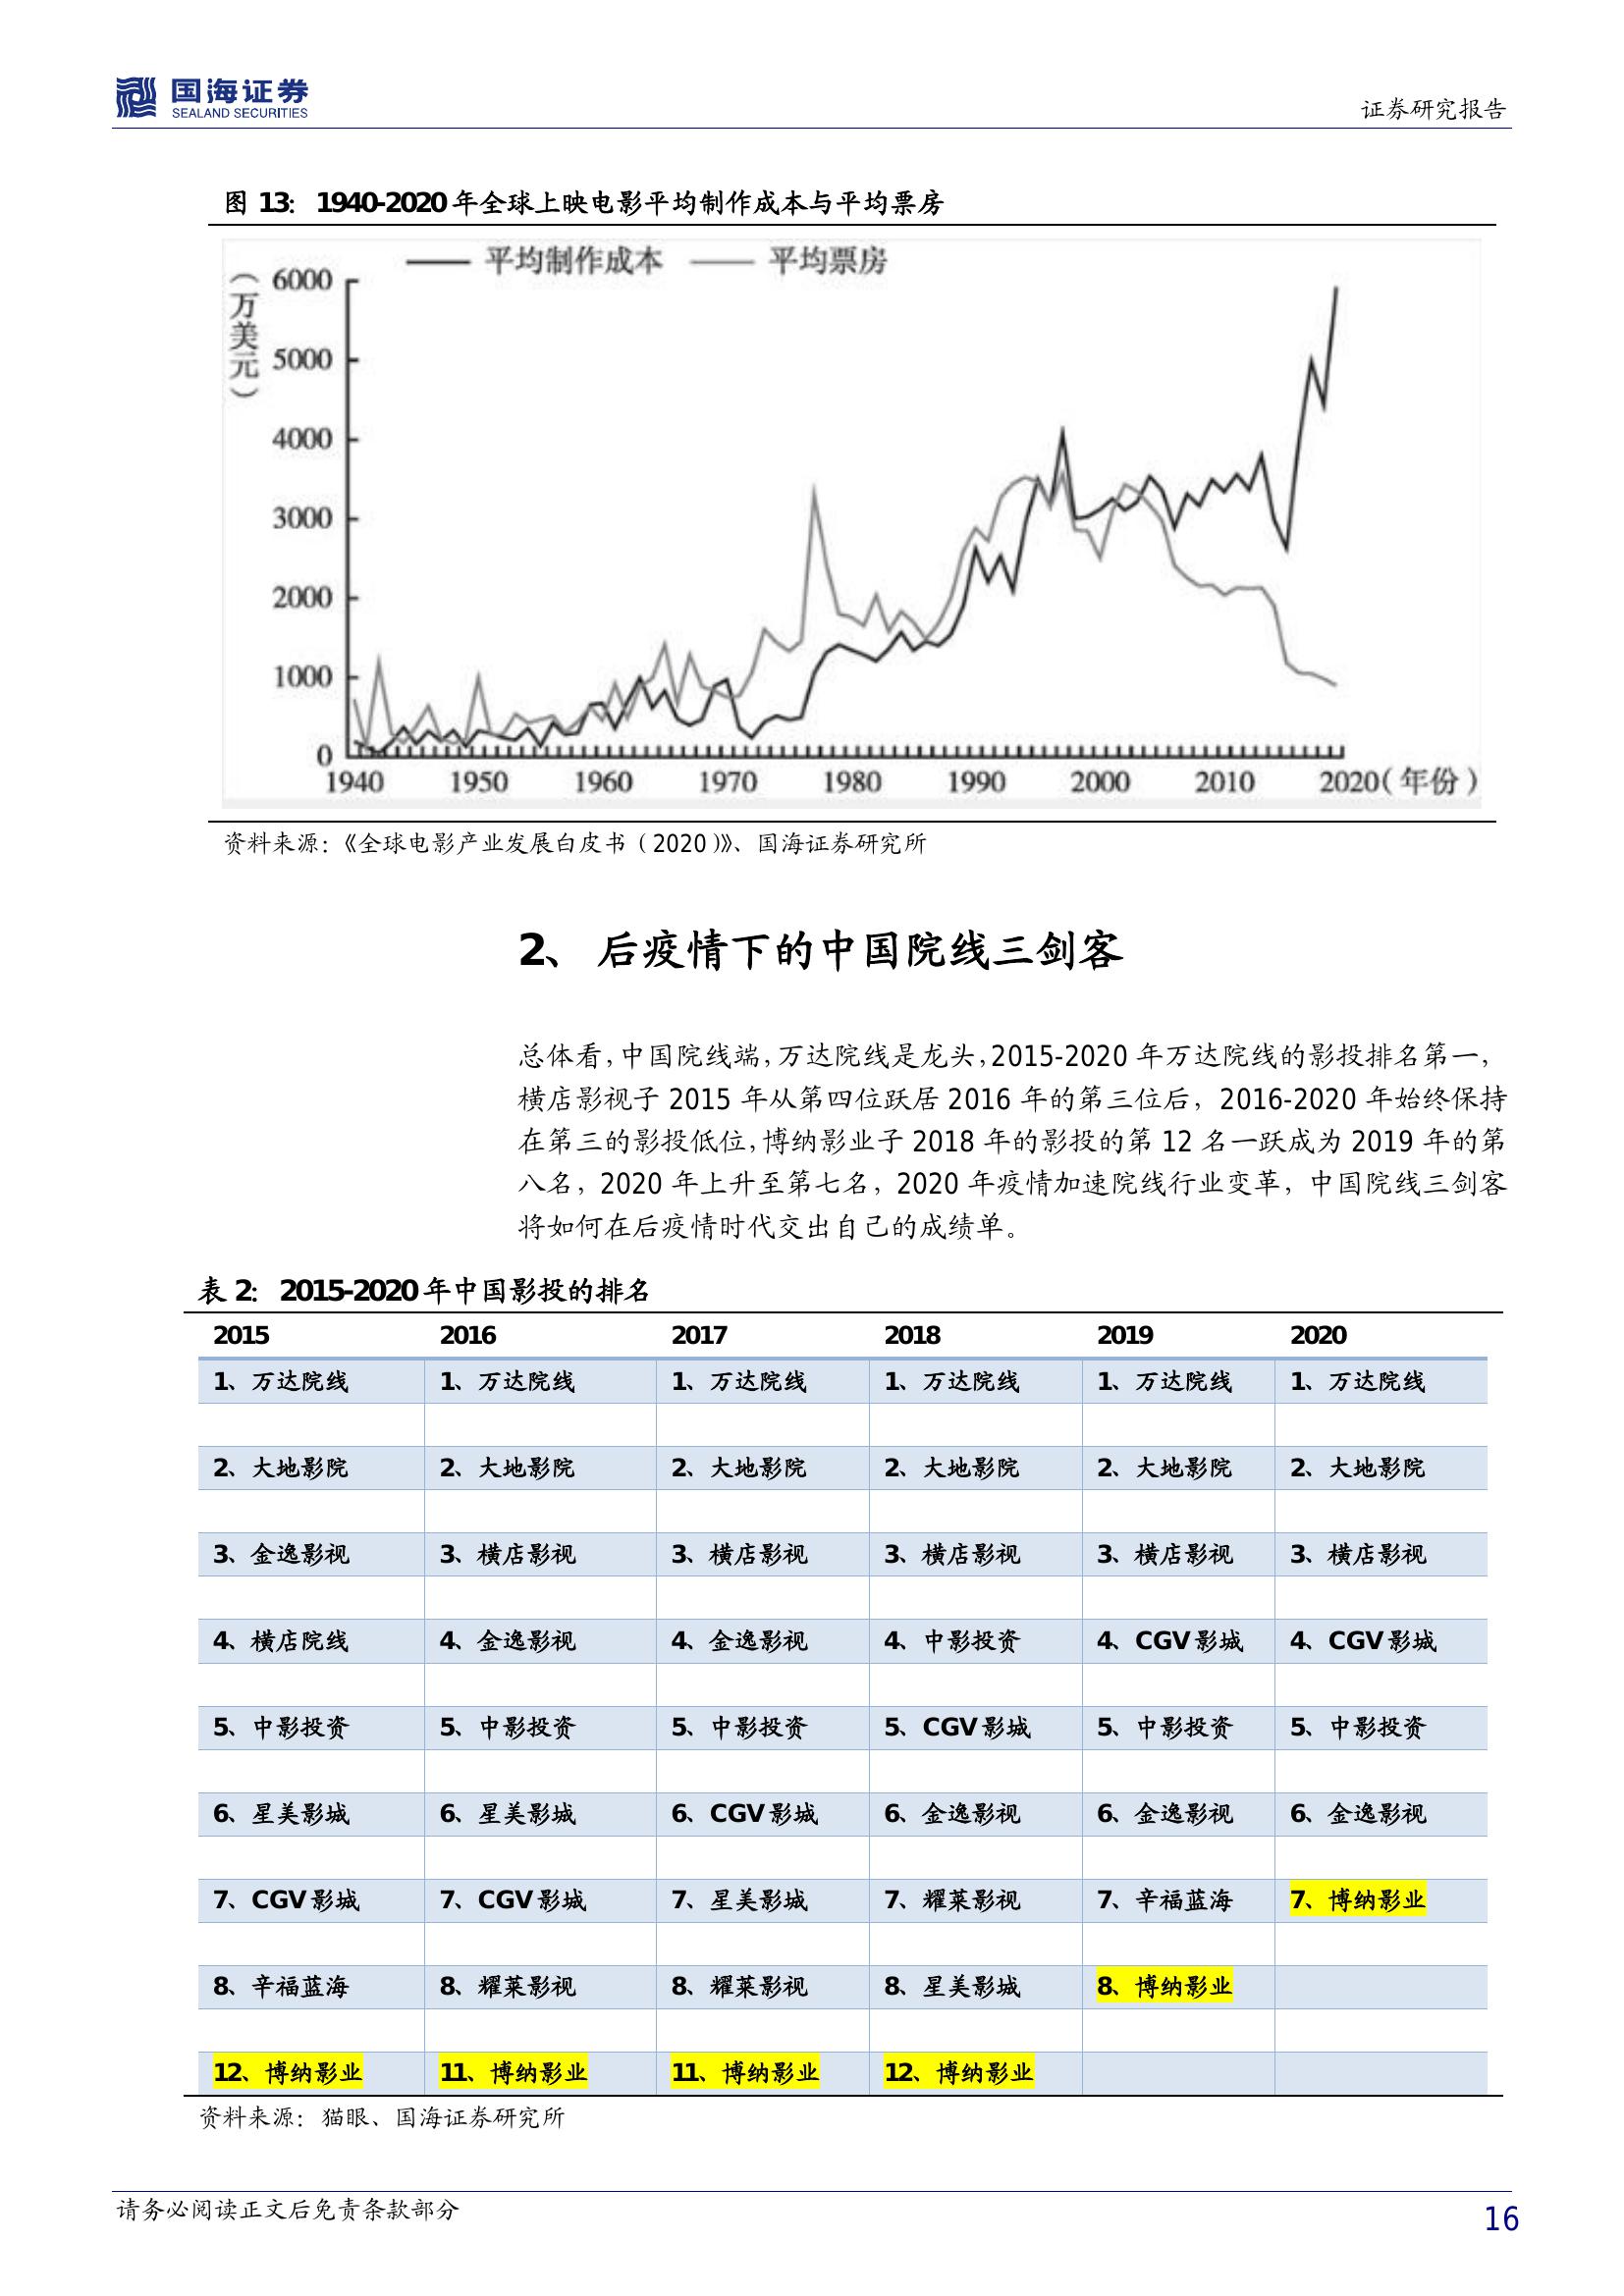 国海证券
SEALAND SECURITIES
证券研究报告
图 13： 1940-2020年全球上映电影平均制作成本与平均票房
平均制作成本 平均票房
（万美元）
6000
5000
4000
3000
2000
1000
0
1940 1950 1960 1970 1980 1990 2000 2010 2020（年份）
资料来源：《全球电影产业发展白皮书（2020）》、国海证券研究所
2、 后疫情下的中国院线三剑客
总体看，中国院线端，万达院线是龙头，2015-2020 年万达院线的影投排名第一，
横店影视子 2015 年从第四位跃居 2016 年的第三位后，2016-2020 年始终保持
在第三的影投低位，博纳影业子 2018 年的影投的第 12 名一跃成为 2019 年的第
八名，2020 年上升至第七名，2020 年疫情加速院线行业变革，中国院线三剑客
将如何在后疫情时代交出自己的成绩单。
表 2： 2015-2020年中国影投的排名
2015 2016 2017 2018 2019 2020
1、万达院线 1、万达院线 1、万达院线 1、万达院线 1、万达院线 1、万达院线
2、大地影院 2、大地影院 2、大地影院 2、大地影院 2、大地影院 2、大地影院
3、金逸影视 3、横店影视 3、横店影视 3、横店影视 3、横店影视 3、横店影视
4、横店院线 4、金逸影视 4、金逸影视 4、中影投资 4、CGV影城 4、CGV影城
5、中影投资 5、中影投资 5、中影投资 5、CGV影城 5、中影投资 5、中影投资
6、星美影城 6、星美影城 6、CGV影城 6、金逸影视 6、金逸影视 6、金逸影视
7、CGV影城 7、CGV影城 7、星美影城 7、耀莱影视 7、辛福蓝海 7、博纳影业
8、辛福蓝海 8、耀莱影视 8、耀莱影视 8、星美影城 8、博纳影业
12、博纳影业 11、博纳影业 11、博纳影业 12、博纳影业
资料来源：猫眼、国海证券研究所
请务必阅读正文后免责条款部分
16